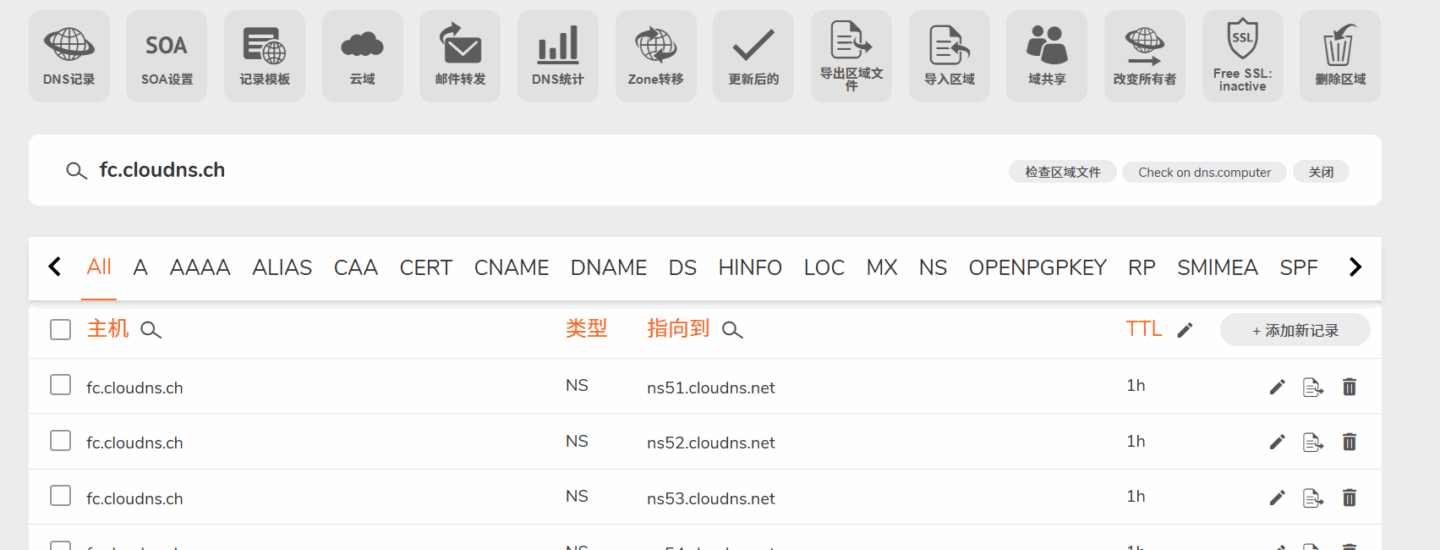 DNS记录
SOA
SOA设置
记录模板
云域
邮件转发
DNS统计
Zone转移
更新后的
导出区域文
件
导入区域
域共享
改变所有者
SSL
Free SSL:
inactive
删除区域
fc.cloudns.ch 检查区域文件 Check on dns.computer 关闭
All A AAAA ALIAS CAA CERT CNAME DNAME DS HINFO LOC MX NS OPENPGPKEY RP SMIMEA SPF
主机 类型 指向到 TTL + 添加新记录
fc.cloudns.ch NS ns51.cloudns.net 1h
fc.cloudns.ch NS ns52.cloudns.net 1h
fc.cloudns.ch NS ns53.cloudns.net 1h